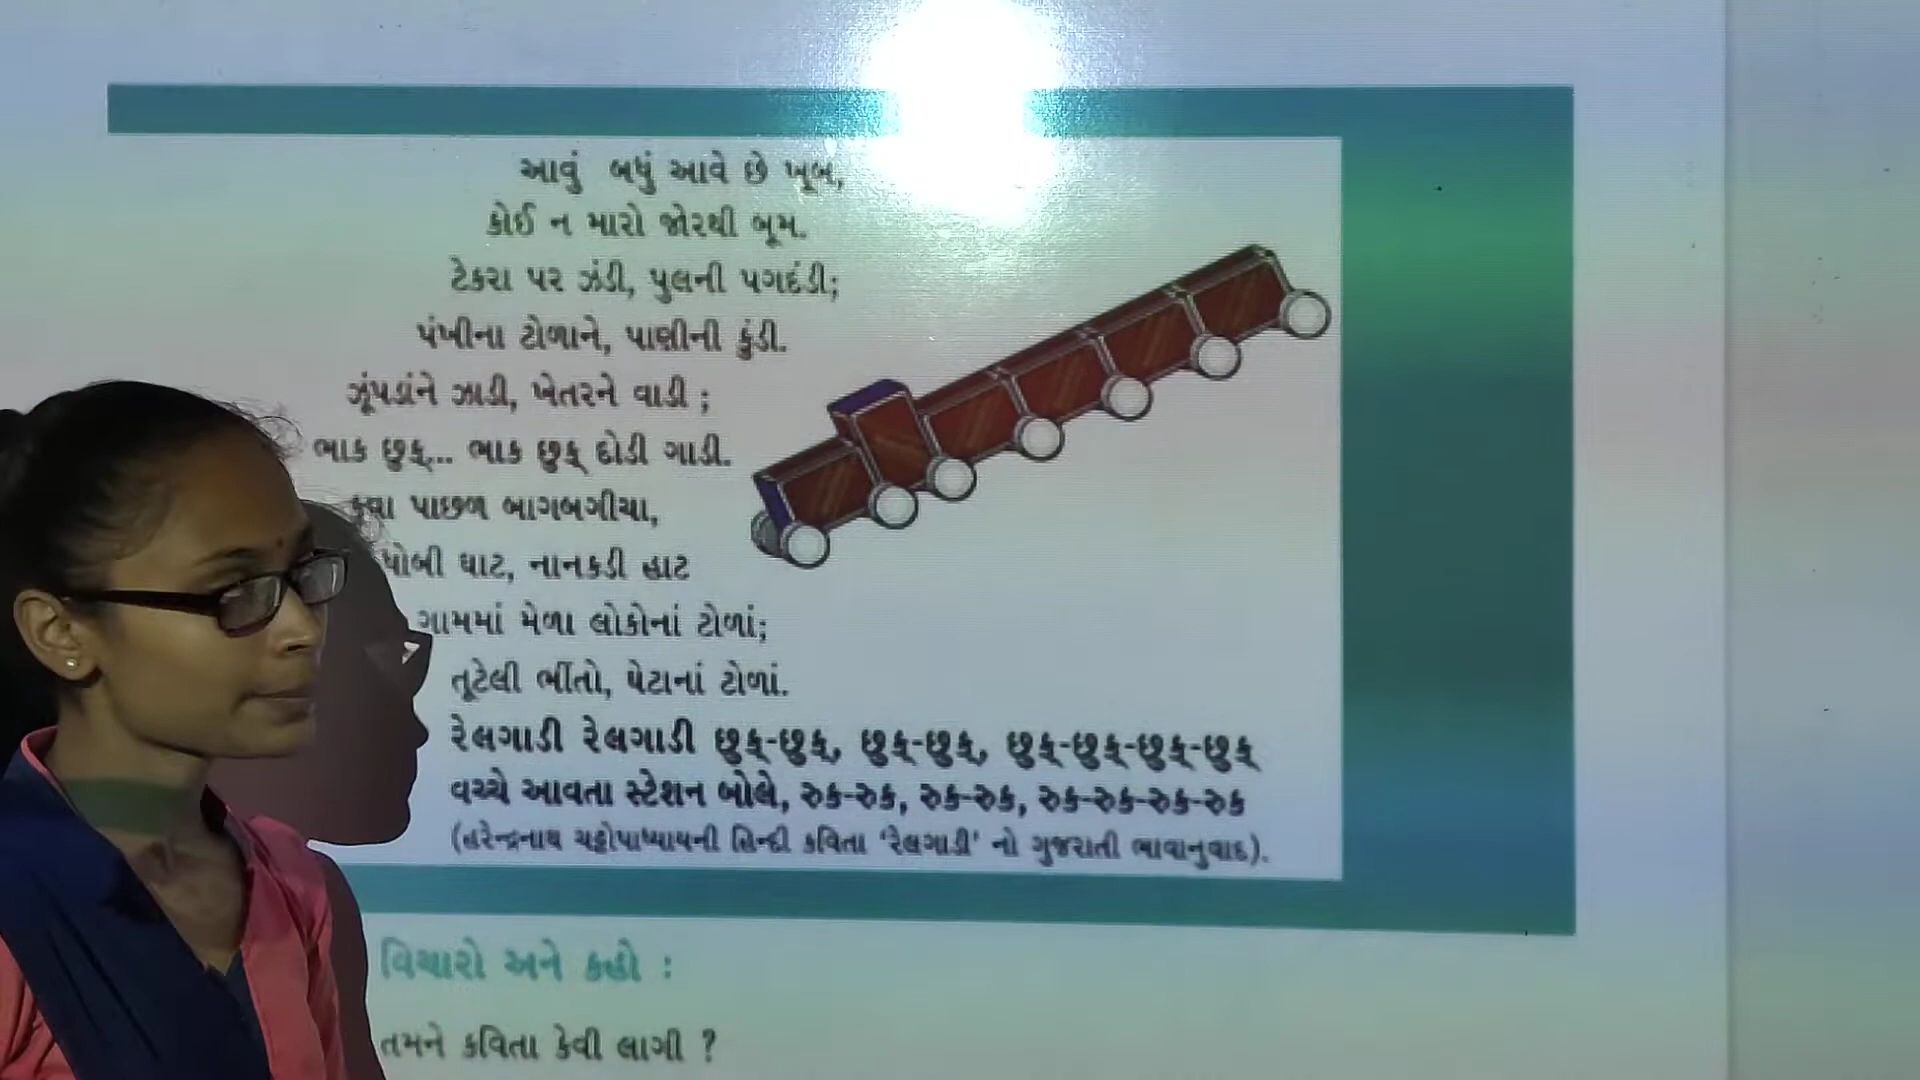 આવું બધું આવે છે ખૂબ,
કોઈ ન મારો જોરથી બૂમ.
ટેકરા પર ઝંડી, પુલની પગદંડી;
પંખીના ટોળાને, પાણીની કુંડી.
ઝૂંપડાંને ઝાડી, ખેતરને વાડી ;
ભાક છુક્... ભાક છુક્ દોડી ગાડી.
પાછળ બાગબગીચા,
ધોબી ઘાટ, નાનકડી હાટ
ગામમાં મેળા લોકોનાં ટોળાં;
તૂટેલી ભીંતો, ઘેટાનાં ટોળાં.
રેલગાડી રેલગાડી છુક્-છુક્, છુક્-છુક્, છુક્-છુક્-છુક્-છુક્
વચ્ચે આવતા સ્ટેશન બોલે, રુક-રુક, રુક-રુક, રુક-રુક-રુક-રુક
(હરેન્દ્રનાથ ચટ્ટોપાધ્યાયની હિન્દી કવિતા ‘રેલગાડી’ નો ગુજરાતી ભાવાનુવાદ).
વિચારો અને કહો :
તમને કવિતા કેવી લાગી ?